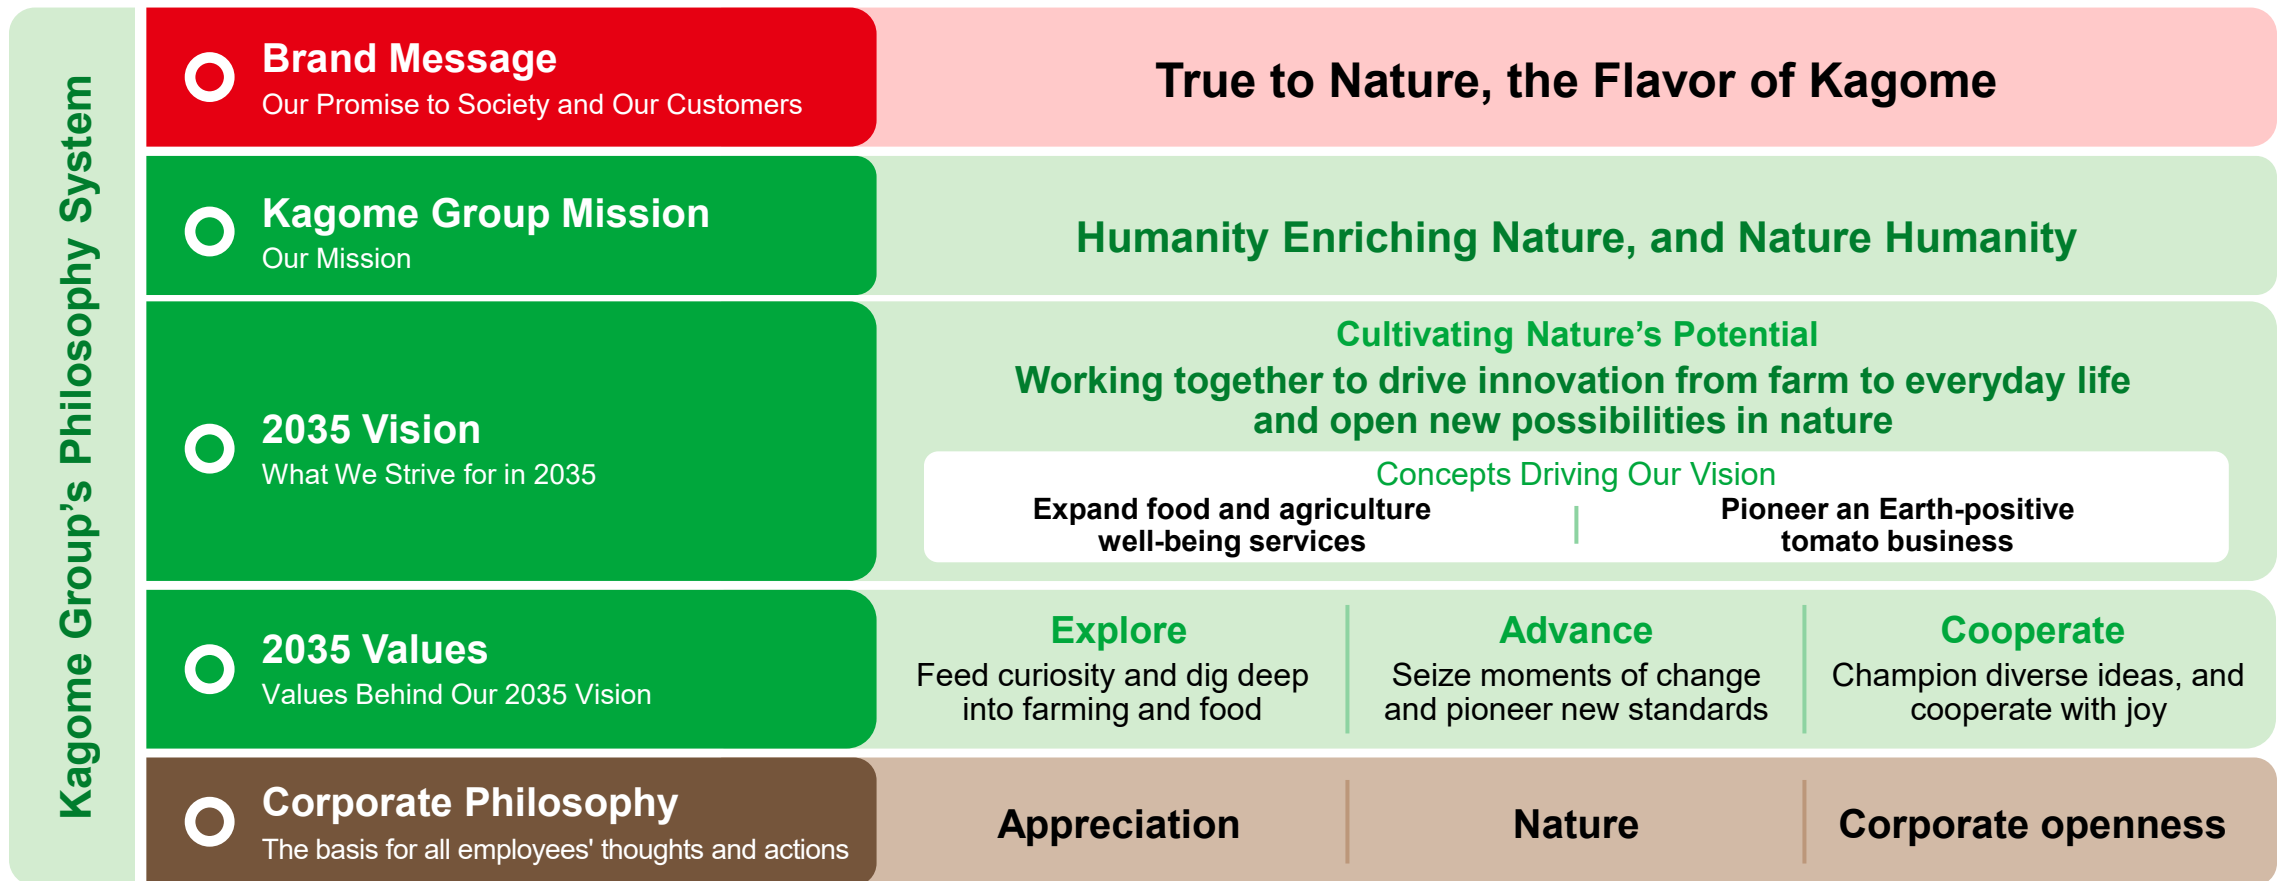 Kagome Group’s Philosophy System
Brand Message
Our Promise to Society and Our Customers
True to Nature, the Flavor of Kagome
Kagome Group Mission
Our Mission
Humanity Enriching Nature, and Nature Humanity
2035 Vision
What We Strive for in 2035
Cultivating Nature’s Potential
Working together to drive innovation from farm to everyday life
and open new possibilities in nature
Concepts Driving Our Vision
Expand food and agriculture
well-being services
Pioneer an Earth-positive
tomato business
2035 Values
Values Behind Our 2035 Vision
Explore
Feed curiosity and dig deep
into farming and food
Advance
Seize moments of change
and pioneer new standards
Cooperate
Champion diverse ideas, and
cooperate with joy
Corporate Philosophy
The basis for all employees' thoughts and actions
Appreciation
Nature
Corporate openness